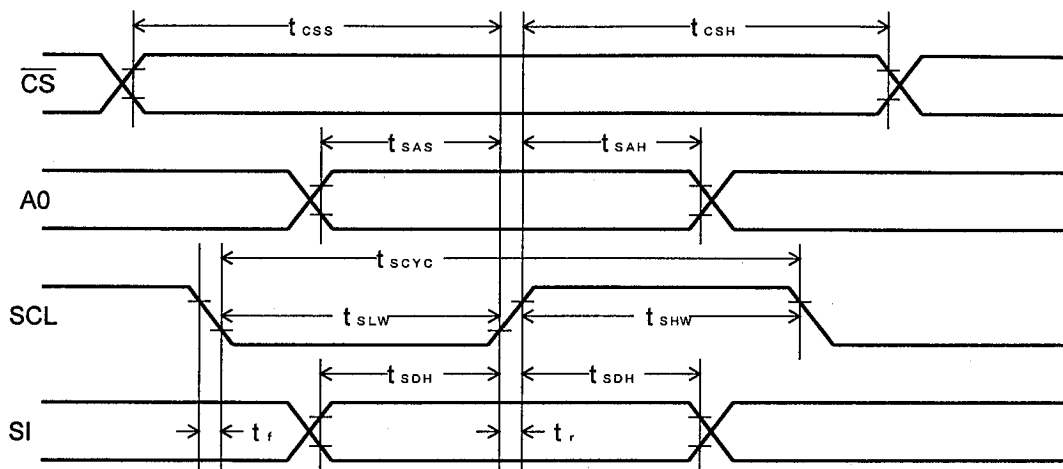 tCSS tCSH
CS
tSAS tSAH
A0
tSCYC
SCL tSLW tSHW
tSDH tSDH
SI tf tr